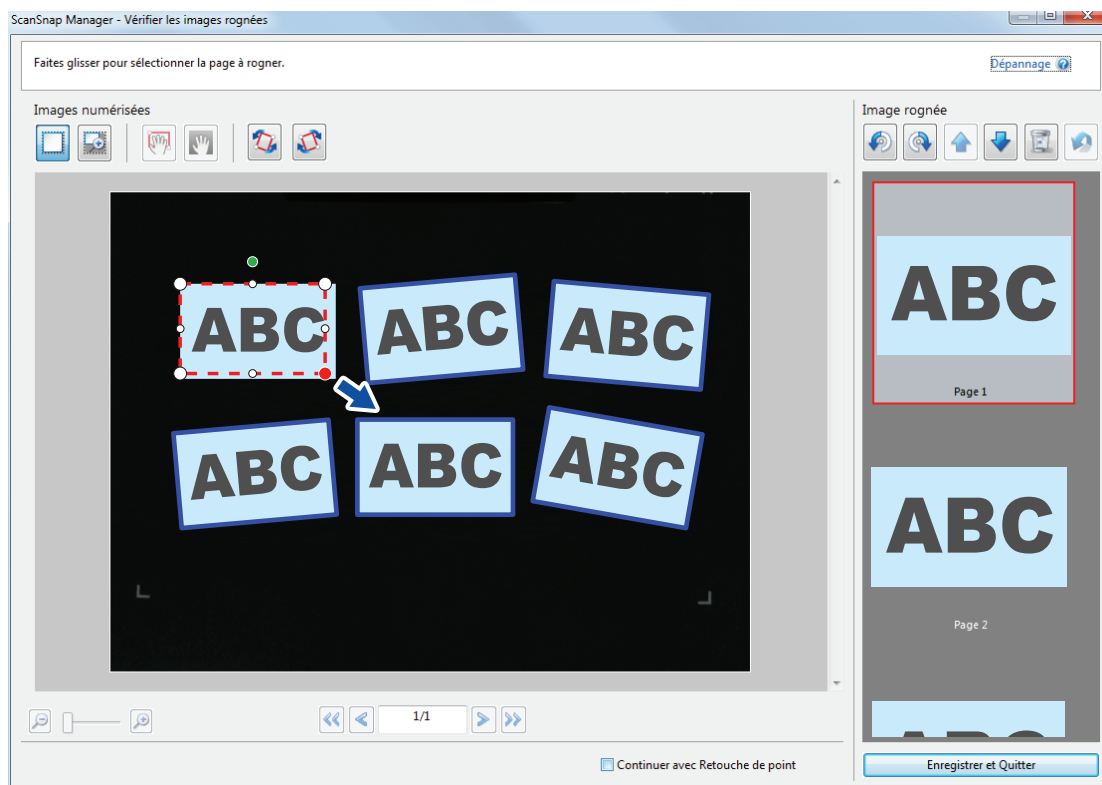 ScanSnap Manager - Vérifier les images rognées
Faites glisser pour sélectionner la page à rogner.
Dépannage
Images numérisées
Image rognée
ABC
ABC
ABC
ABC
ABC
ABC
ABC
Page 1
ABC
Page 2
1/1
Continuer avec Retouche de point
Enregistrer et Quitter